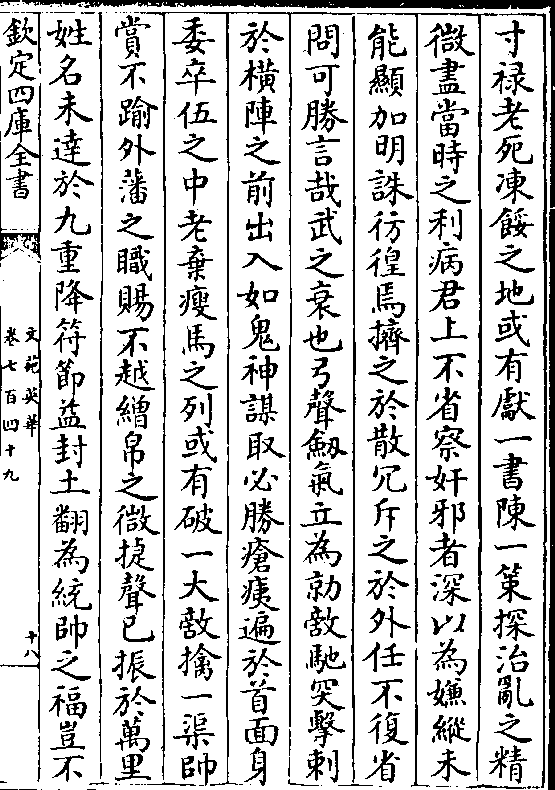 寸禄老死凍餒之地或有獻一書陳一策探治亂之精
微盡當時之利病君上不省察奸邪者深以為嫌縱未
能顯加明誅彷徨焉擠之於散冗斥之於外任不復省
問可勝言哉武之衰也弓聲劒氣立為勍敵馳突擊刺
於橫陣之前出入如鬼神謀取必勝瘡痍遍於首面身
委卒伍之中老棄瘦馬之列或有破一大敵擒一渠帥
賞不踰外藩之職賜不越繒帛之微捷聲已振於萬里
姓名未達於九重降符節益封土翻為統帥之福豈不
欽定四庫全書
文苑英華
卷七百四十九
十八